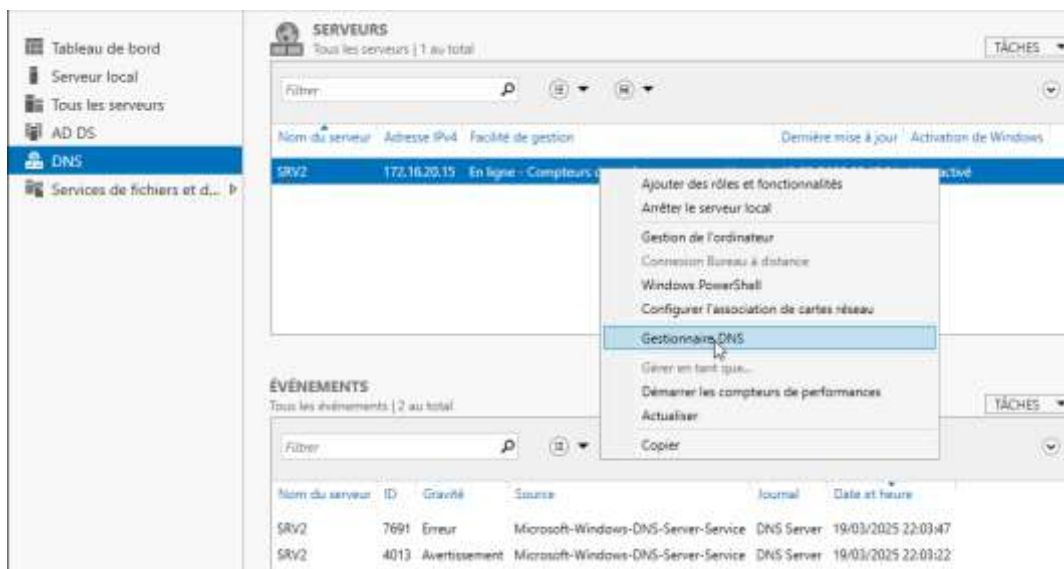 Tableau de bord
Serveur local
Tous les serveurs
AD DS
DNS
Services de fichiers et d...
SERVEURS
Tous les serveurs | 1 au total
TÂCHES
Filtrer
Nom du serveur Adresse IPv4 Facilité de gestion Dernière mise à jour Activation de Windows
SRV2 172.16.20.15 En ligne - Compteurs activé
Ajouter des rôles et fonctionnalités
Arrêter le serveur local
Gestion de l'ordinateur
Connexion Bureau à distance
Windows PowerShell
Configurer l'association de cartes réseau
Gestionnaire DNS
Gérer en tant que...
Démarrer les compteurs de performances
Actualiser
Copier
ÉVÉNEMENTS
Tous les événements | 2 au total
TÂCHES
Filtrer
Nom du serveur ID Gravité Source Journal Date et heure
SRV2 7691 Erreur Microsoft-Windows-DNS-Server-Service DNS Server 19/03/2025 22:03:47
SRV2 4013 Avertissement Microsoft-Windows-DNS-Server-Service DNS Server 19/03/2025 22:03:22